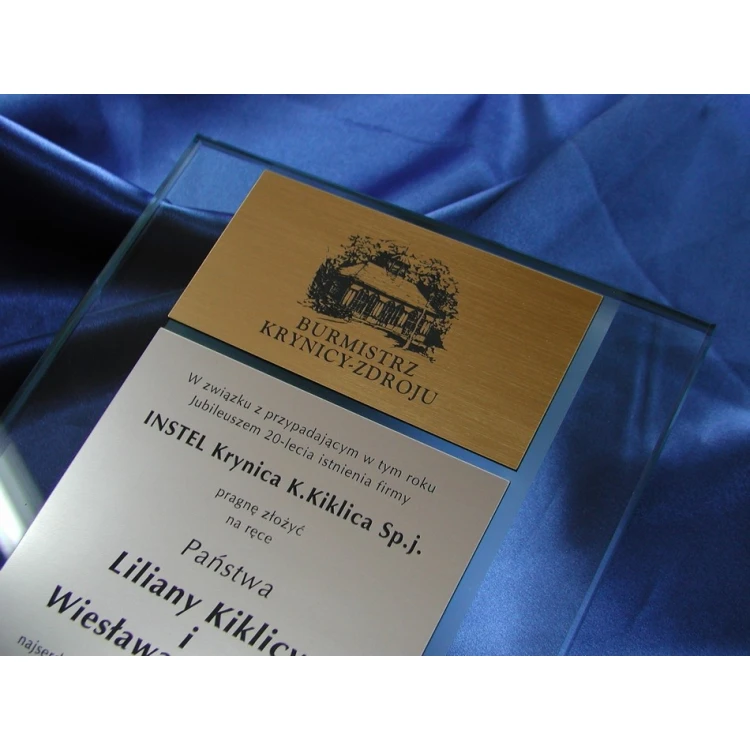 BURMISTRZ
KRYNICY-ZDROJU
W związku z przypadającym w tym roku
Jubileuszem 20-lecia istnienia firmy
INSTEL Krynica K.Kiklica Sp.j.
pragnę złożyć
na ręce
Państwa
Liliany Kiklicy
i